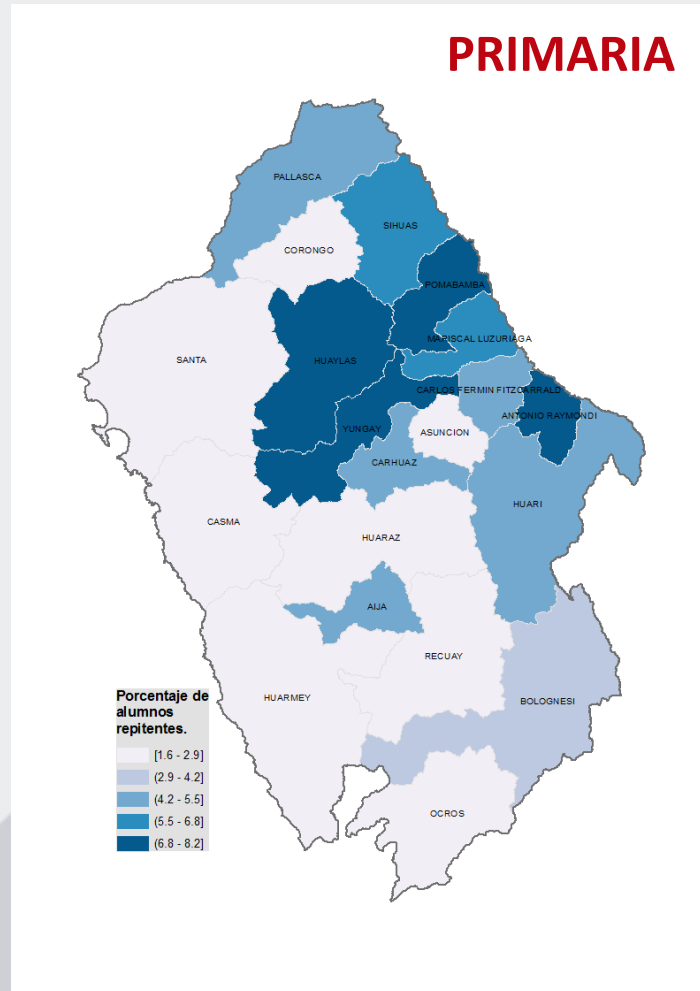 PRIMARIA
PALLASCA
SIHUAS
CORONGO
POMABAMBA
MARISCAL LUZURIAGA
SANTA
HUAYLAS
CARLOS FERMIN FITZCARRALD
ANTONIO RAYMONDI
YUNGAY
ASUNCION
CARHUAZ
HUARI
CASMA
HUARAZ
AIJA
RECUAY
HUARMEY
BOLOGNESI
Porcentaje de
alumnos
repitentes.
[1.6 - 2.9]
(2.9 - 4.2]
(4.2 - 5.5]
(5.5 - 6.8]
(6.8 - 8.2]
OCROS